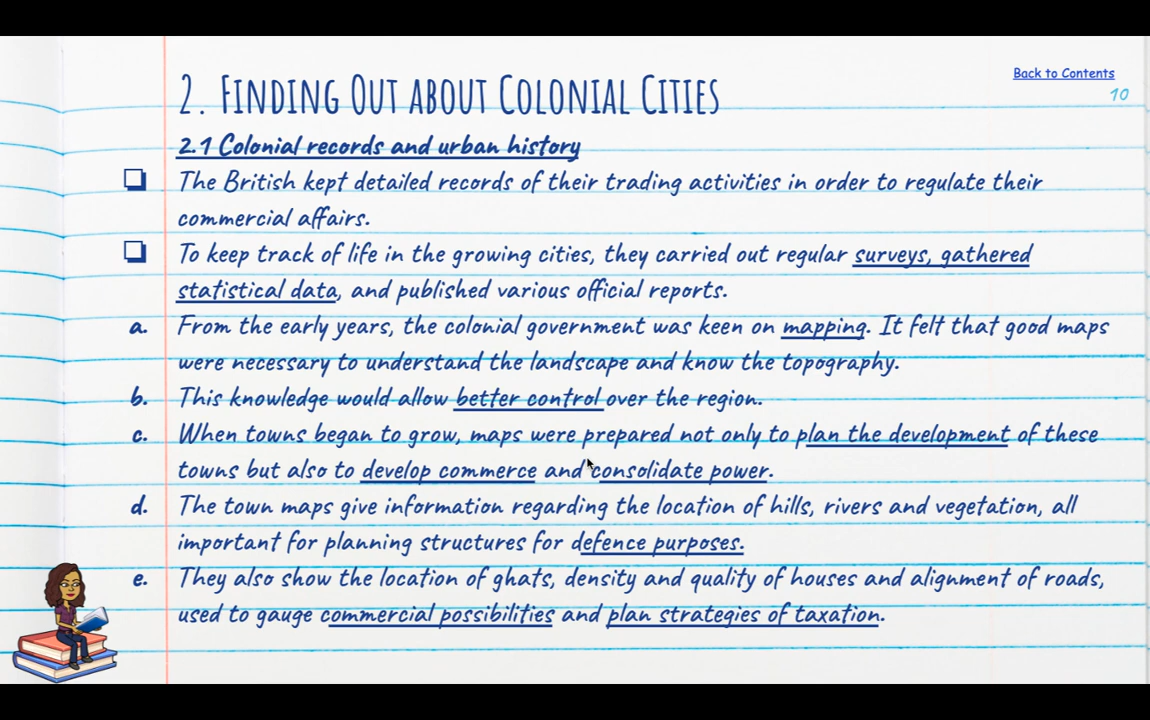 Back to Contents
10
2. Finding Out about Colonial Cities
2.1 Colonial records and urban history
❏ The British kept detailed records of their trading activities in order to regulate their
commercial affairs.
❏ To keep track of life in the growing cities, they carried out regular surveys, gathered
statistical data, and published various official reports.
a. From the early years, the colonial government was keen on mapping. It felt that good maps
were necessary to understand the landscape and know the topography.
b. This knowledge would allow better control over the region.
c. When towns began to grow, maps were prepared not only to plan the development of these
towns but also to develop commerce and consolidate power.
d. The town maps give information regarding the location of hills, rivers and vegetation, all
important for planning structures for defence purposes.
e. They also show the location of ghats, density and quality of houses and alignment of roads,
used to gauge commercial possibilities and plan strategies of taxation.